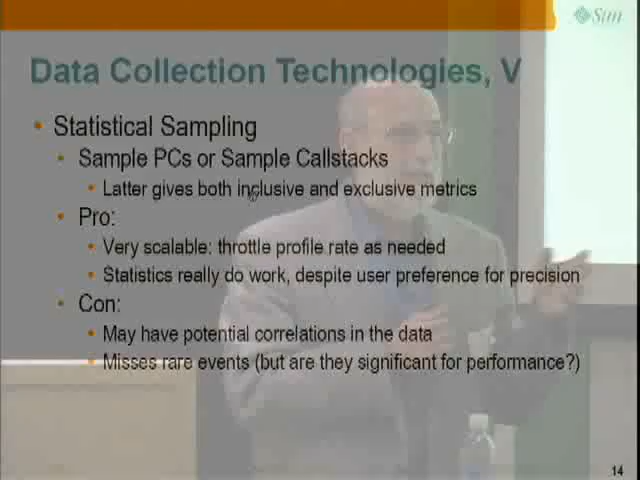 Sun
Data Collection Technologies, V
• Statistical Sampling
• Sample PCs or Sample Callstacks
• Latter gives both inclusive and exclusive metrics
• Pro:
• Very scalable: throttle profile rate as needed
• Statistics really do work, despite user preference for precision
• Con:
• May have potential correlations in the data
• Misses rare events (but are they significant for performance?)
14